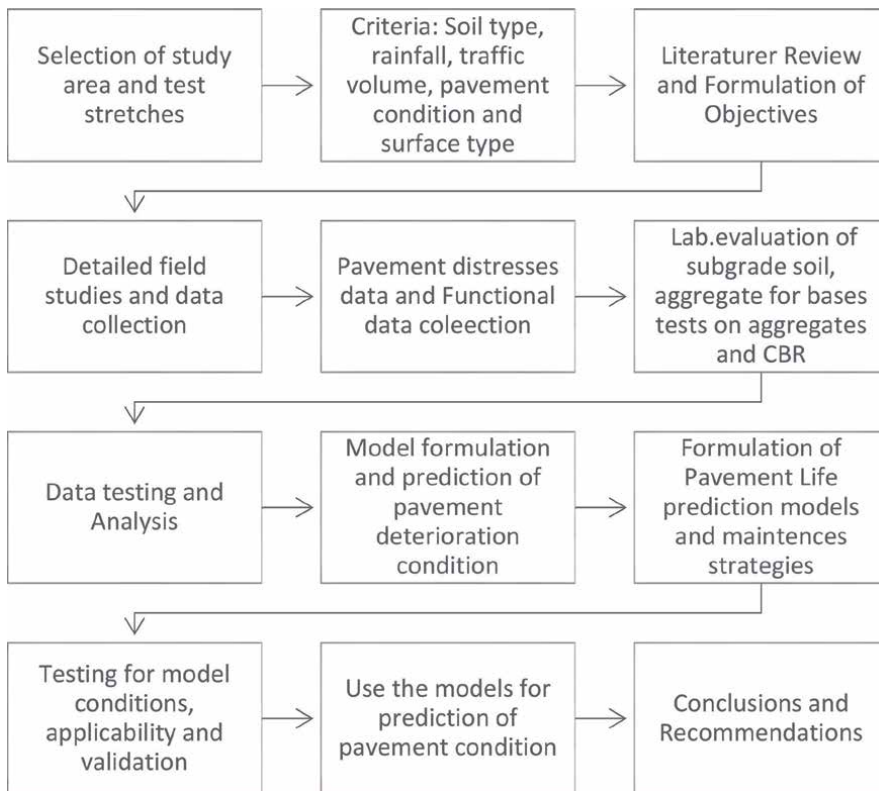 Selection of study
area and test
stretches
Criteria: Soil type,
rainfall, traffic
volume, pavement
condition and
surface type
Literaturer Review
and Formulation of
Objectives
Detailed field
studies and data
collection
Pavement distresses
data and Functional
data coleection
Lab.evaluation of
subgrade soil,
aggregate for bases
tests on aggregates
and CBR
Data testing and
Analysis
Model formulation
and prediction of
pavement
deterioration
condition
Formulation of
Pavement Life
prediction models
and maintences
strategies
Testing for model
conditions,
applicability and
validation
Use the models for
prediction of
pavement condition
Conclusions and
Recommendations